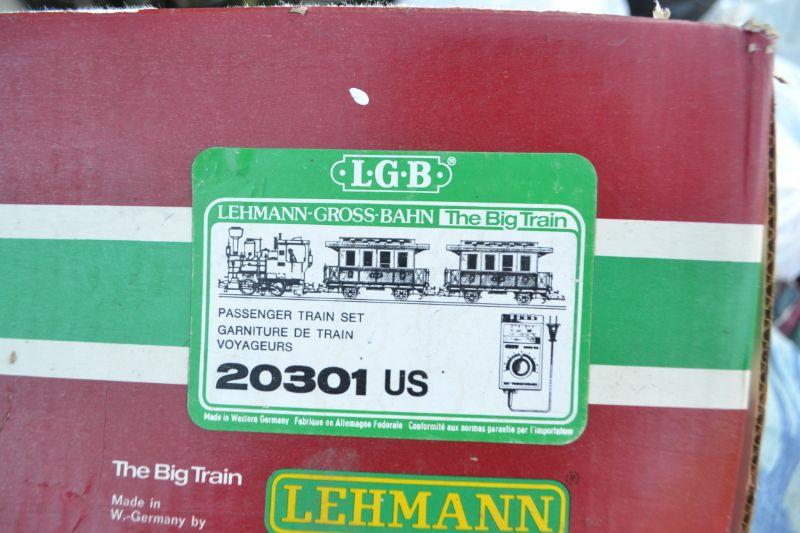 L·G·B®
LEHMANN-GROSS-BAHN The Big Train
PASSENGER TRAIN SET
GARNITURE DE TRAIN
VOYAGEURS
20301 US
Made in Western Germany Fabrique en Allemagne Federale Conformité aux normes garantie par l'importateur
The Big Train
Made in
W.-Germany by
LEHMANN®